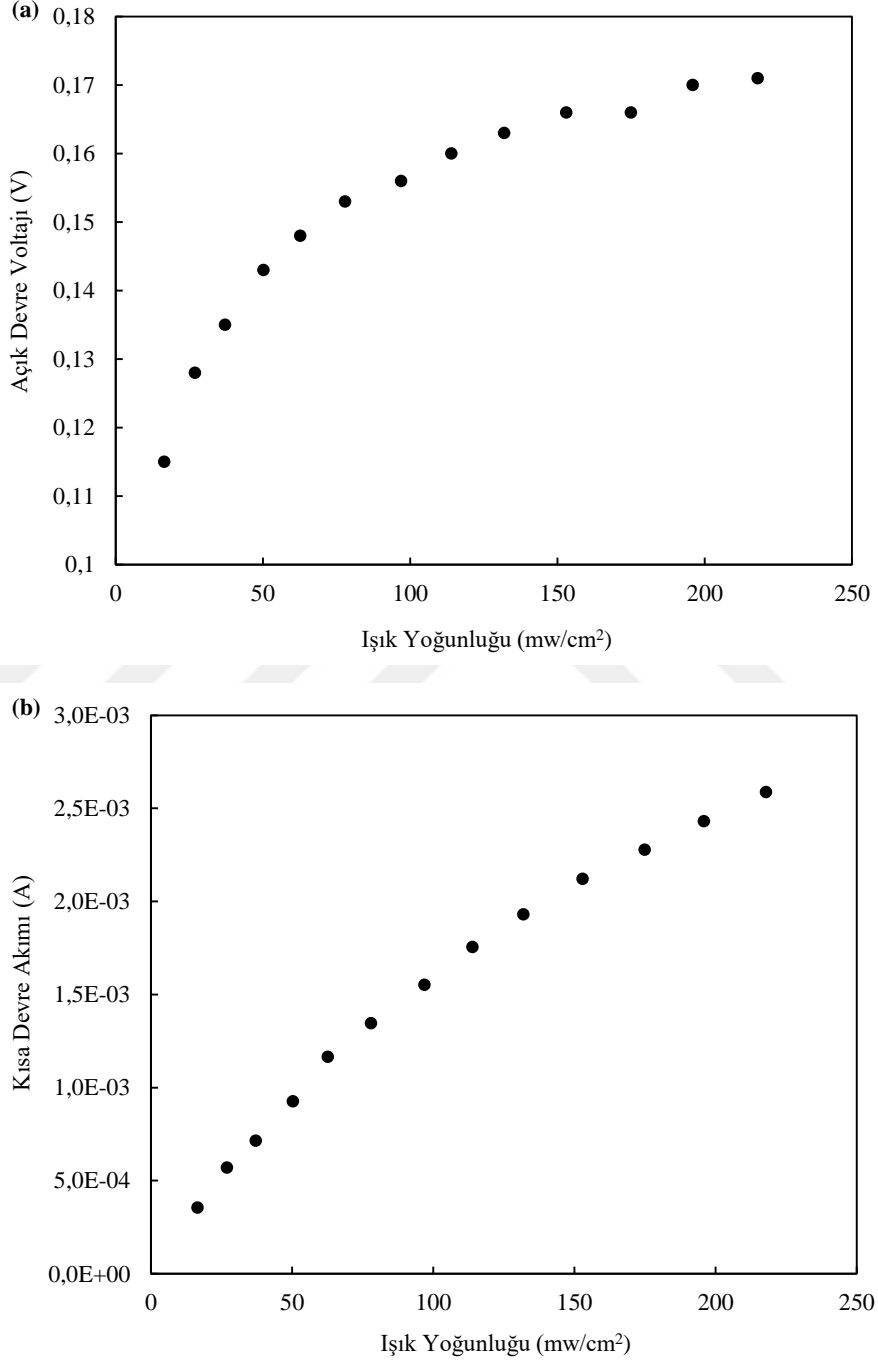 (a)
0,18
0,17
0,16
0,15
0,14
0,13
0,12
0,11
0,1
Açık Devre Voltajı (V)
0 50 100 150 200 250
Işık Yoğunluğu (mw/cm²)
(b)
3,0E-03
2,5E-03
2,0E-03
1,5E-03
1,0E-03
5,0E-04
0,0E+00
Kısa Devre Akımı (A)
0 50 100 150 200 250
Işık Yoğunluğu (mw/cm²)